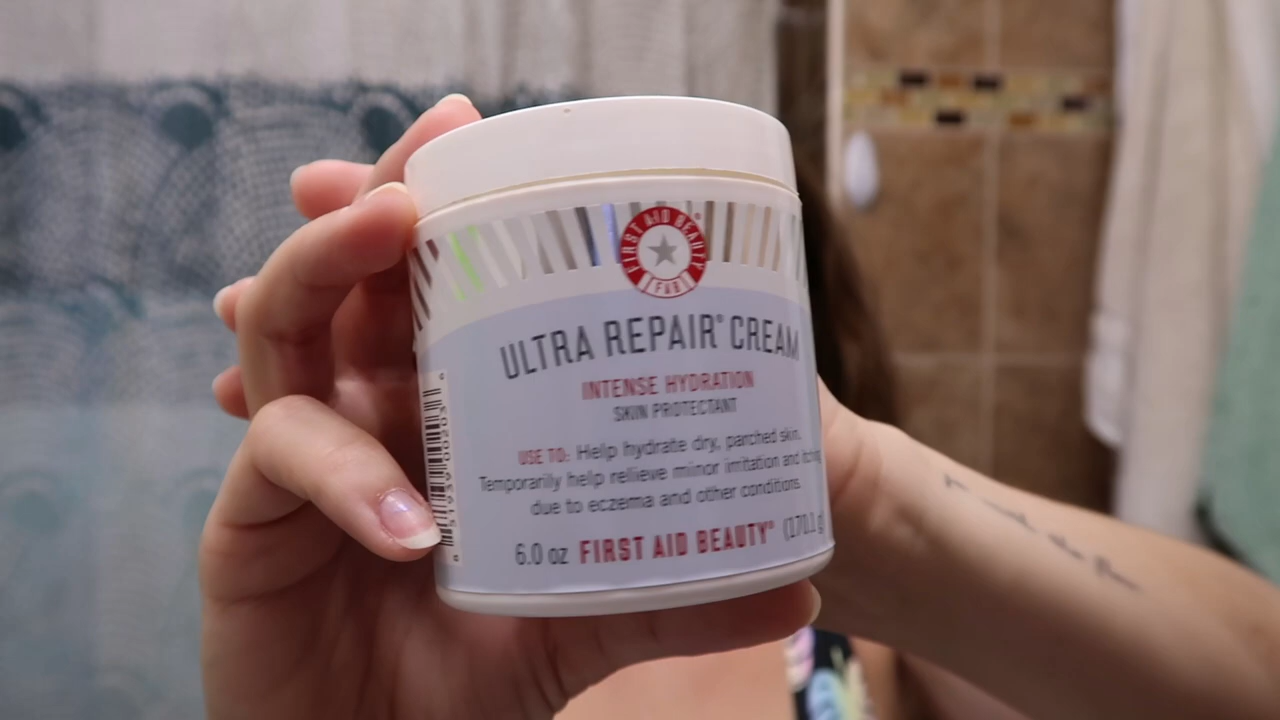 FIRST AID BEAUTY
FAB
ULTRA REPAIR® CREAM
INTENSE HYDRATION
SKIN PROTECTANT
USE TO: Help hydrate dry, parched skin.
Temporarily help relieve minor irritation and itching
due to eczema and other conditions.
6.0 oz FIRST AID BEAUTY® (170.1 g